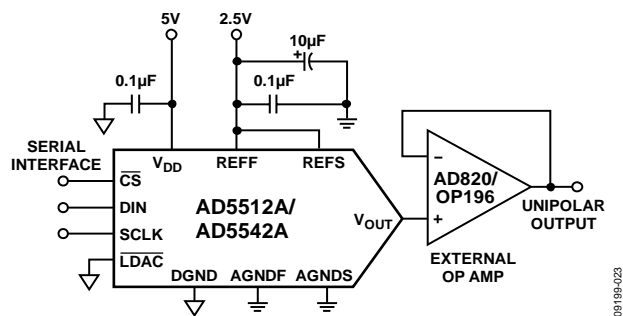 5V
2.5V
10µF
+
0.1µF
0.1µF
SERIAL
INTERFACE
VDD
REFF
REFS
CS
DIN
SCLK
LDAC
AD5512A/
AD5542A
VOUT
DGND
AGNDF
AGNDS
–
+
AD820/
OP196
UNIPOLAR
OUTPUT
EXTERNAL
OP AMP
09199-023